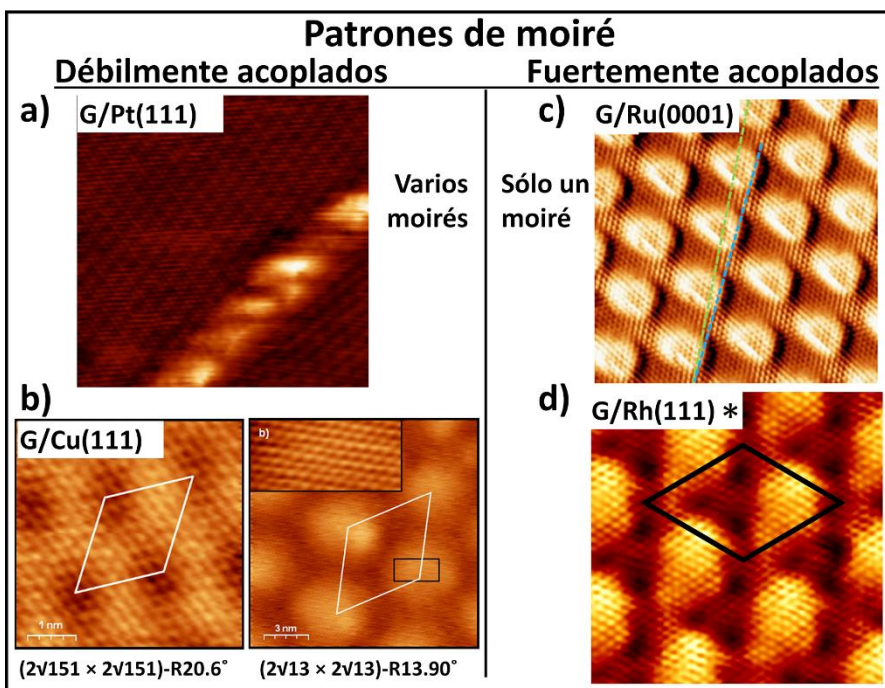 Patrones de moiré
Débilmente acoplados
Fuertemente acoplados
a)
G/Pt(111)
Varios
moirés
c)
G/Ru(0001)
Sólo un
moiré
b)
G/Cu(111)
1 nm
(2√151 × 2√151)-R20.6°
b)
3 nm
(2√13 × 2√13)-R13.90°
d)
G/Rh(111) *